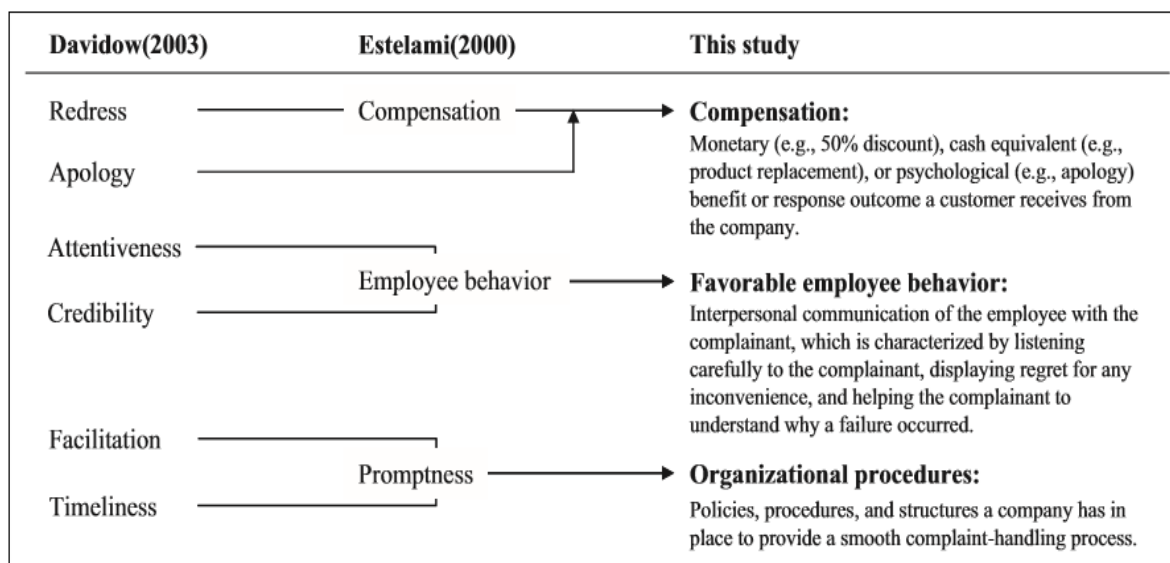 Davidow(2003) Estelami(2000) This study
Redress Compensation Compensation:
Monetary (e.g., 50% discount), cash equivalent (e.g.,
product replacement), or psychological (e.g., apology)
benefit or response outcome a customer receives from
the company.
Apology
Attentiveness
Employee behavior Favorable employee behavior:
Credibility
Interpersonal communication of the employee with the
complainant, which is characterized by listening
carefully to the complainant, displaying regret for any
inconvenience, and helping the complainant to
understand why a failure occurred.
Facilitation
Promptness Organizational procedures:
Timeliness
Policies, procedures, and structures a company has in
place to provide a smooth complaint-handling process.